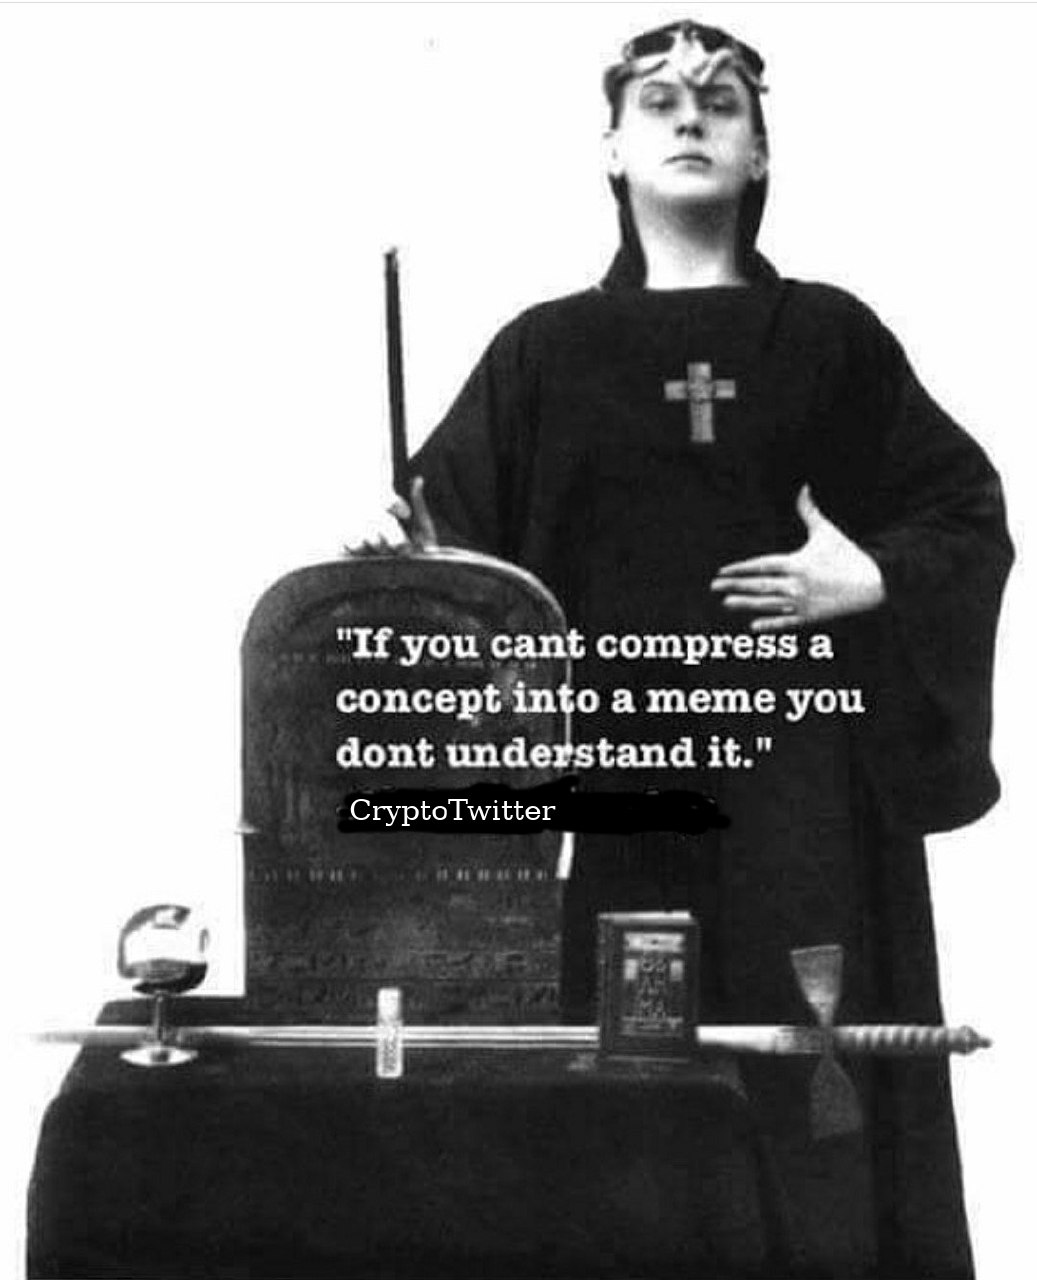 "If you cant compress a
concept into a meme you
dont understand it."
CryptoTwitter